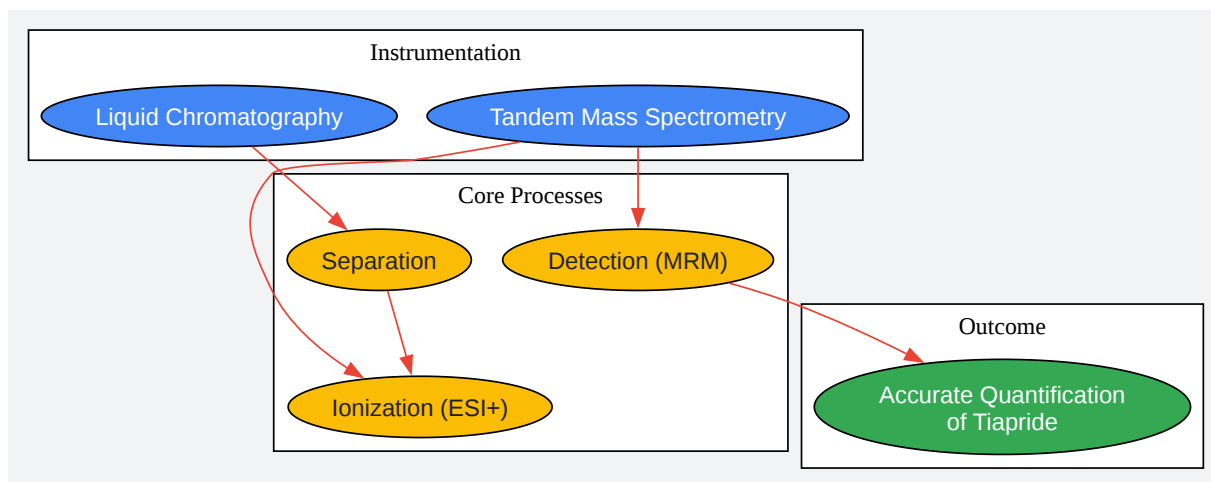 Instrumentation
Liquid Chromatography
Tandem Mass Spectrometry
Core Processes
Separation
Detection (MRM)
Ionization (ESI+)
Outcome
Accurate Quantification
of Tiapride